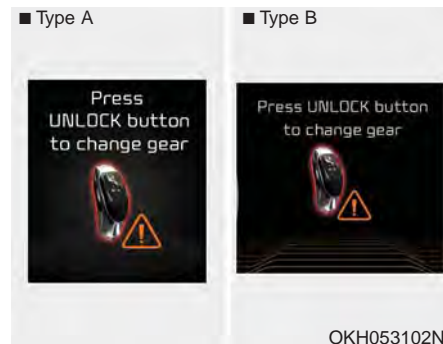 ■ Type A
Press
UNLOCK button
to change gear
■ Type B
Press UNLOCK button
to change gear
OKH053102N